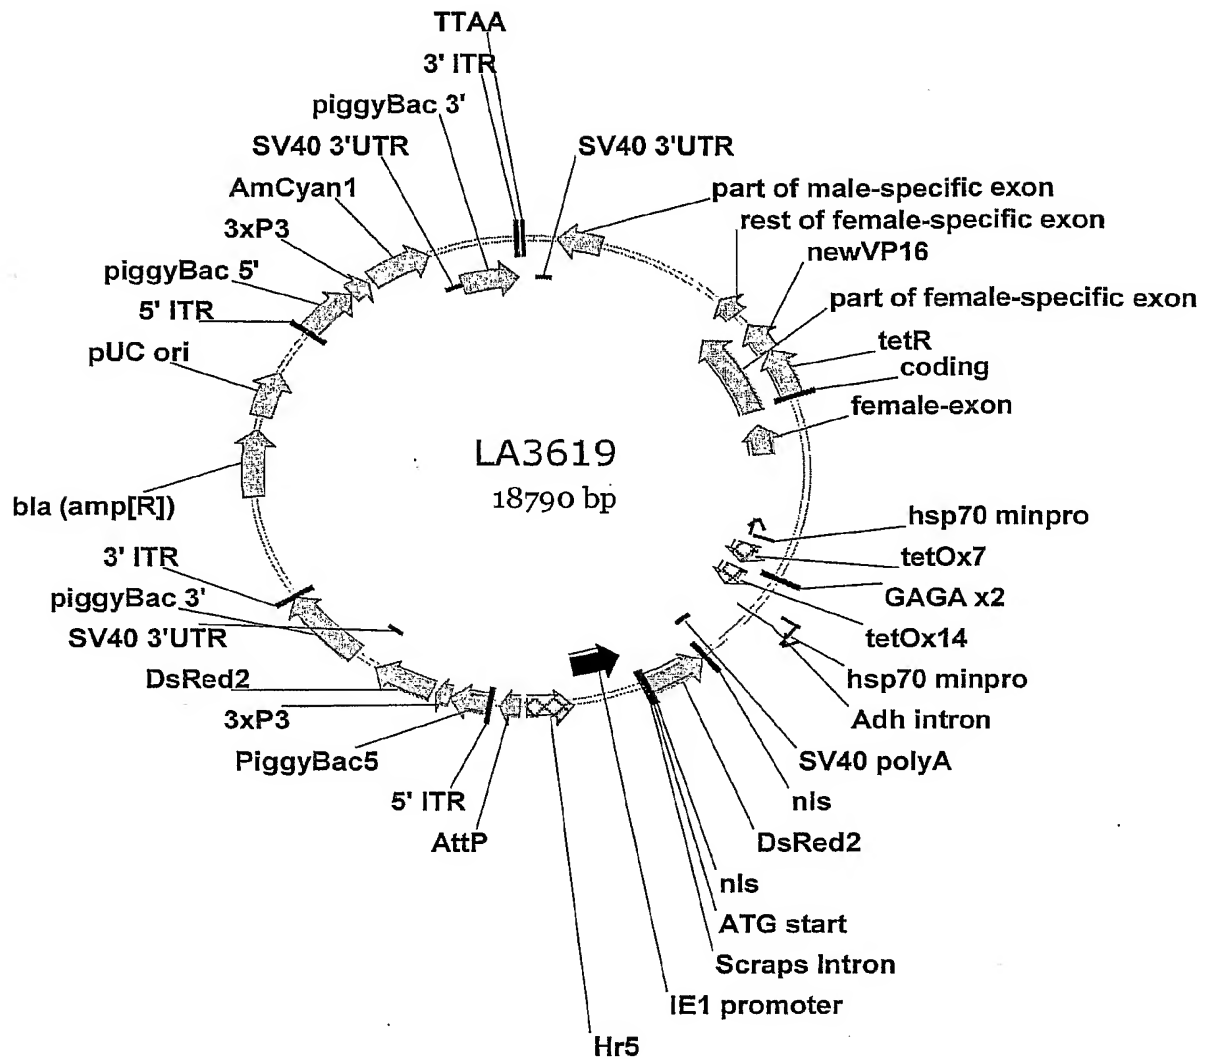 TTAA
3' ITR
piggyBac 3'
SV40 3'UTR
SV40 3'UTR
AmCyan1
part of male-specific exon
3xP3
rest of female-specific exon
newVP16
piggyBac 5'
part of female-specific exon
5' ITR
tetR
pUC ori
coding
female-exon
LA3619
18790 bp
bla (amp[R])
hsp70 minpro
3' ITR
tetOx7
piggyBac 3'
GAGA x2
SV40 3'UTR
tetOx14
DsRed2
hsp70 minpro
3xP3
Adh intron
PiggyBac5
SV40 polyA
5' ITR
nls
AttP
DsRed2
nls
ATG start
Scraps Intron
IE1 promoter
Hr5